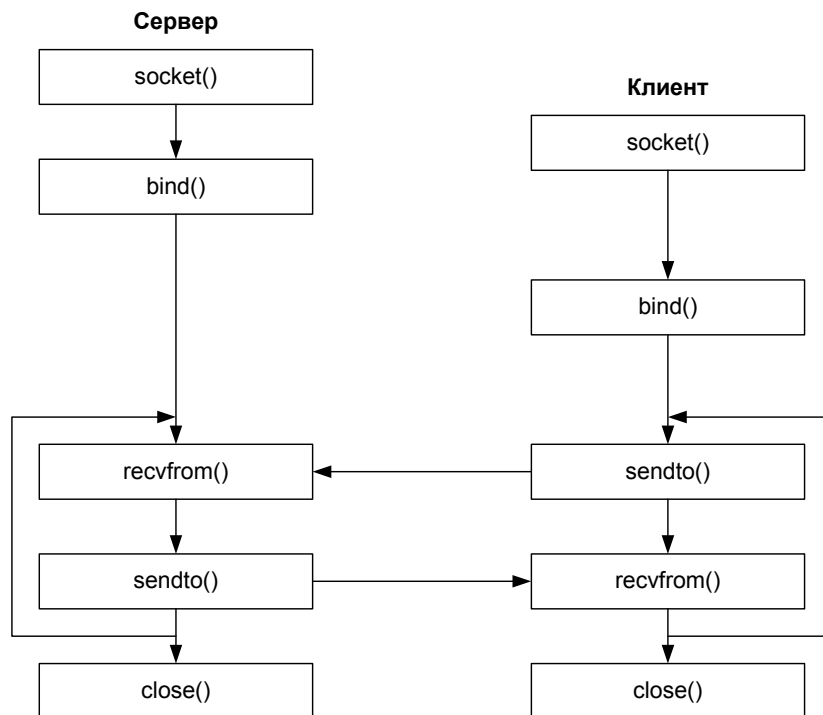 Сервер
socket()
bind()
recvfrom()
sendto()
close()
Клиент
socket()
bind()
sendto()
recvfrom()
close()